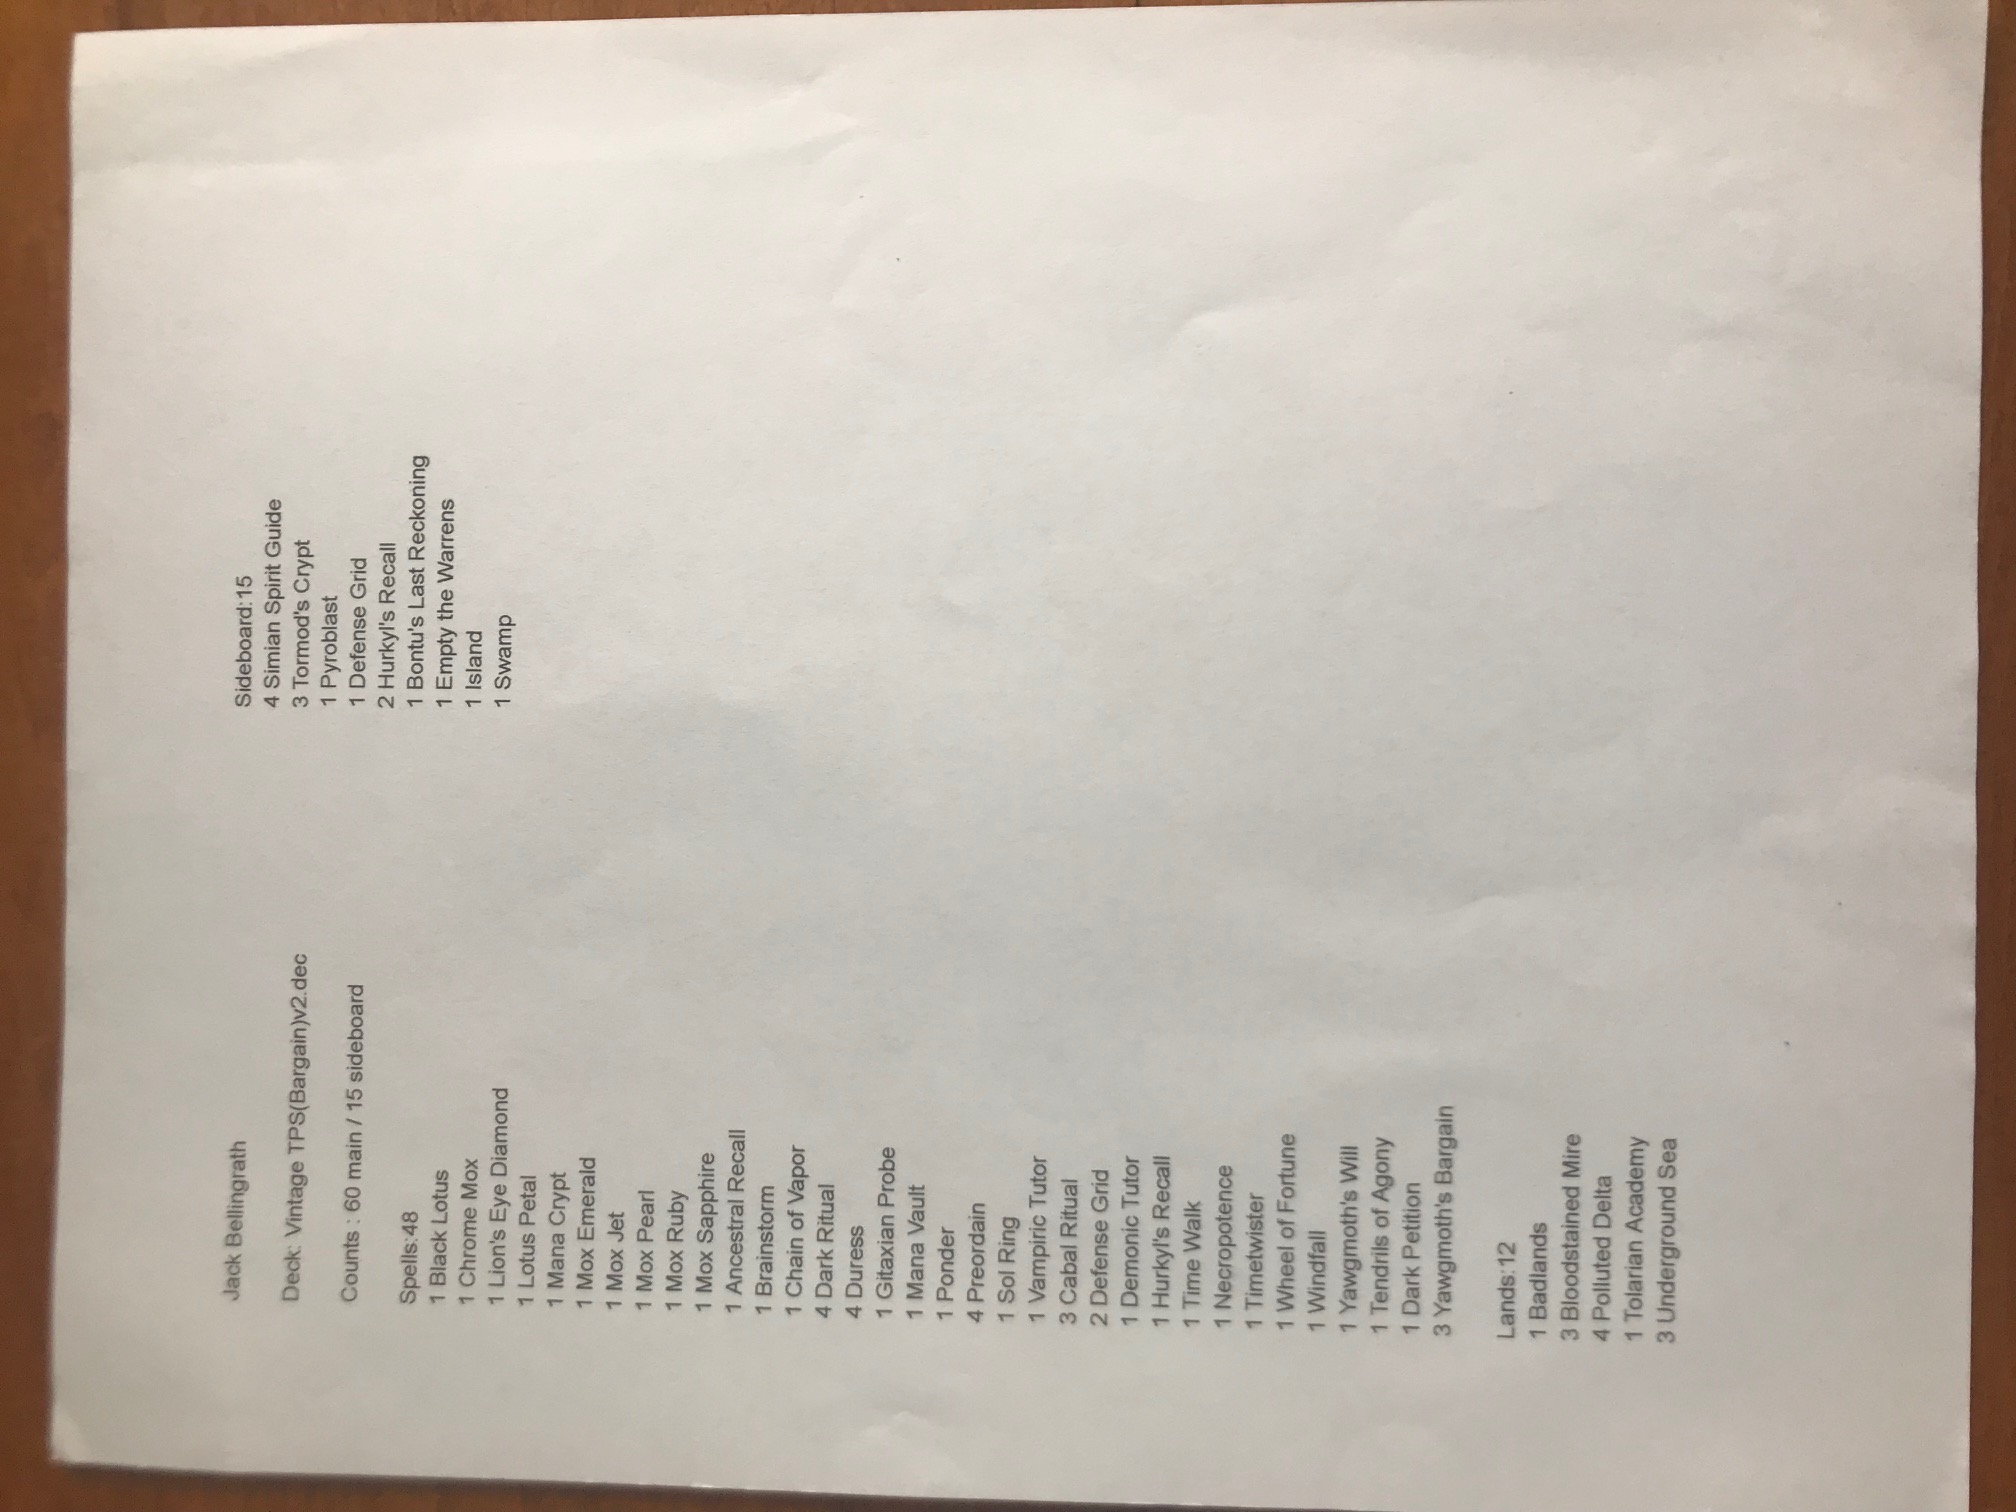 Jack Bellingrath
Deck: Vintage TPS(Bargain)v2.dec
Counts : 60 main / 15 sideboard
Spells:48
1 Black Lotus
1 Chrome Mox
1 Lion's Eye Diamond
1 Lotus Petal
1 Mana Crypt
1 Mox Emerald
1 Mox Jet
1 Mox Pearl
1 Mox Ruby
1 Mox Sapphire
1 Ancestral Recall
1 Brainstorm
1 Chain of Vapor
4 Dark Ritual
4 Duress
1 Gitaxian Probe
1 Mana Vault
1 Ponder
4 Preordain
1 Sol Ring
1 Vampiric Tutor
3 Cabal Ritual
2 Defense Grid
1 Demonic Tutor
1 Hurkyl's Recall
1 Time Walk
1 Necropotence
1 Timetwister
1 Wheel of Fortune
1 Windfall
1 Yawgmoth's Will
1 Tendrils of Agony
1 Dark Petition
3 Yawgmoth's Bargain
Lands:12
1 Badlands
3 Bloodstained Mire
4 Polluted Delta
1 Tolarian Academy
3 Underground Sea
Sideboard:15
4 Simian Spirit Guide
3 Tormod's Crypt
1 Pyroblast
1 Defense Grid
2 Hurkyl's Recall
1 Bontu's Last Reckoning
1 Empty the Warrens
1 Island
1 Swamp